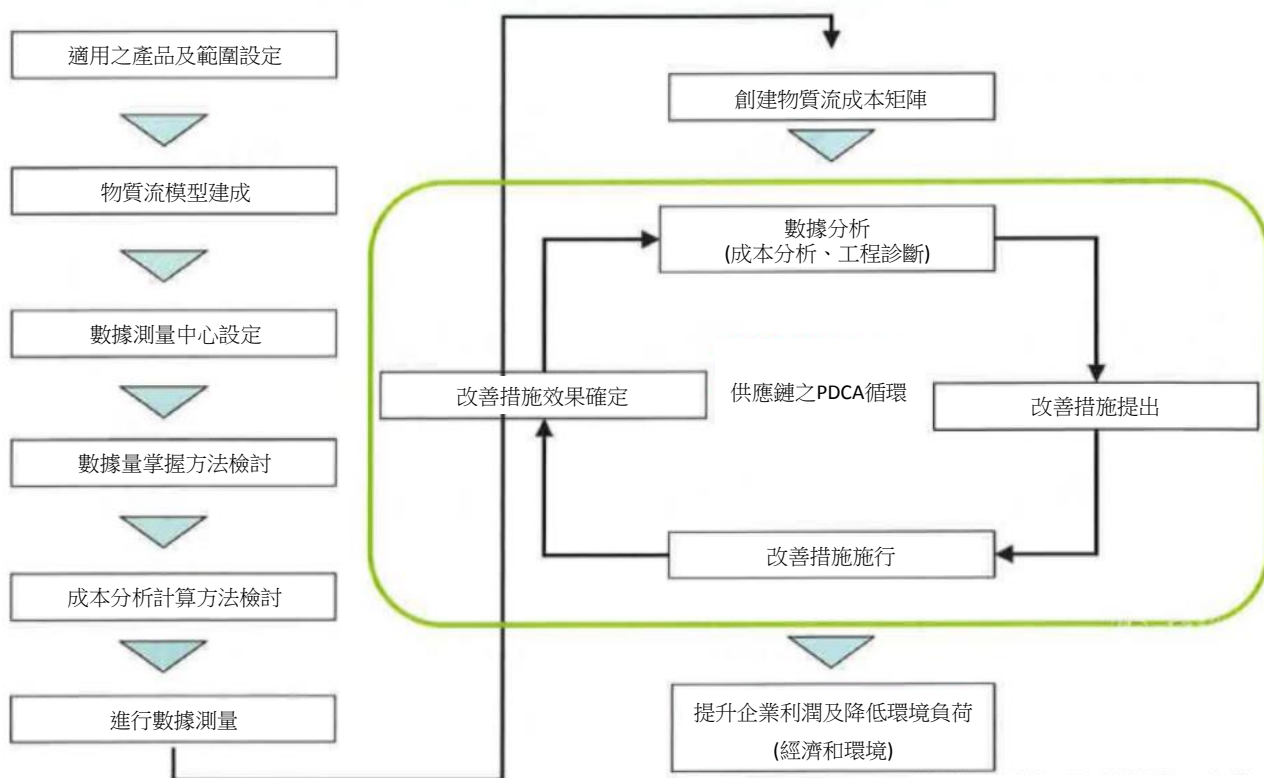 適用之產品及範圍設定
物質流模型建成
數據測量中心設定
數據量掌握方法檢討
成本分析計算方法檢討
進行數據測量
創建物質流成本矩陣
數據分析
(成本分析、工程診斷)
改善措施提出
改善措施施行
改善措施效果確定
供應鏈之PDCA循環
提升企業利潤及降低環境負荷
(經濟和環境)